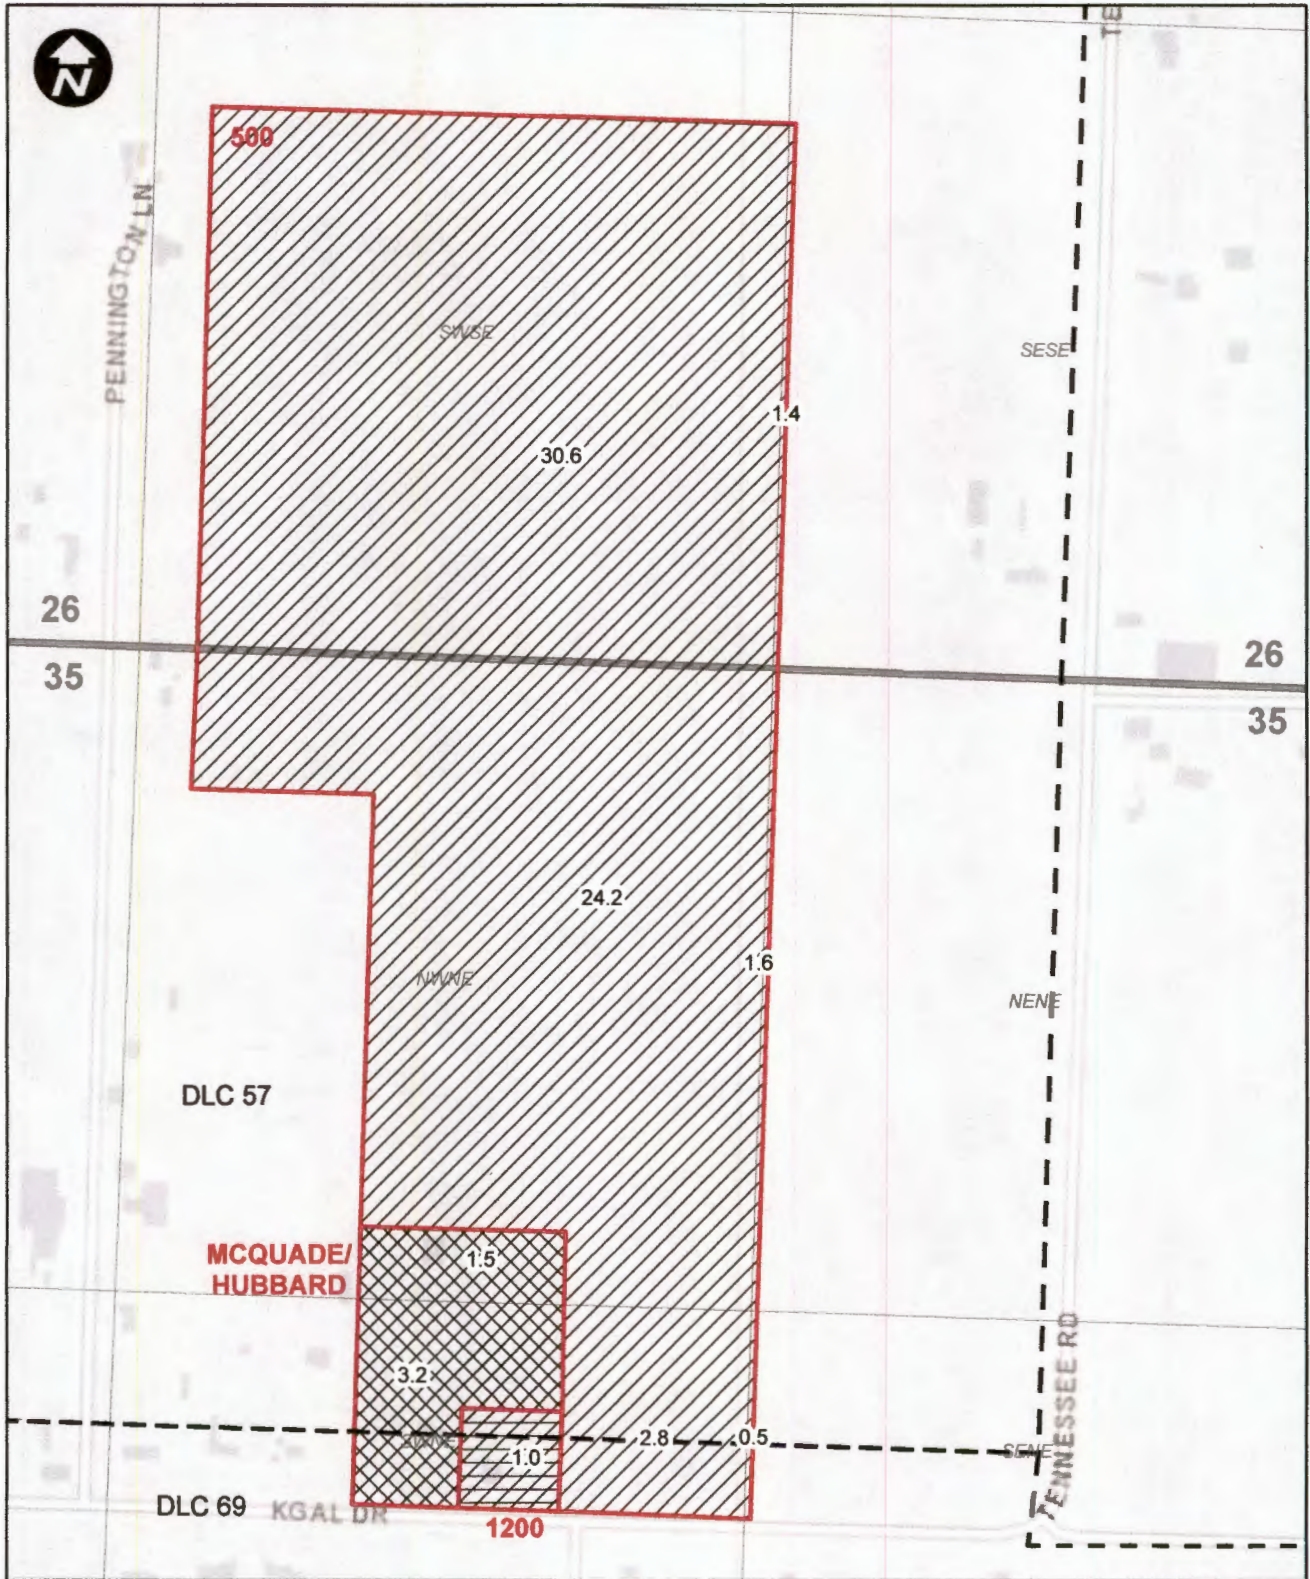 TE
N
500
PENNINGTON LN
SWSE
SESE
1.4
30.6
26
26
35
35
24.2
1.6
NWNE
NENE
DLC 57
MCQUADE/
HUBBARD
1.5
3.2
TENNESSEE RD
SWNE
1.0
2.8
0.5
SENE
DLC 69
KGAL DR
1200